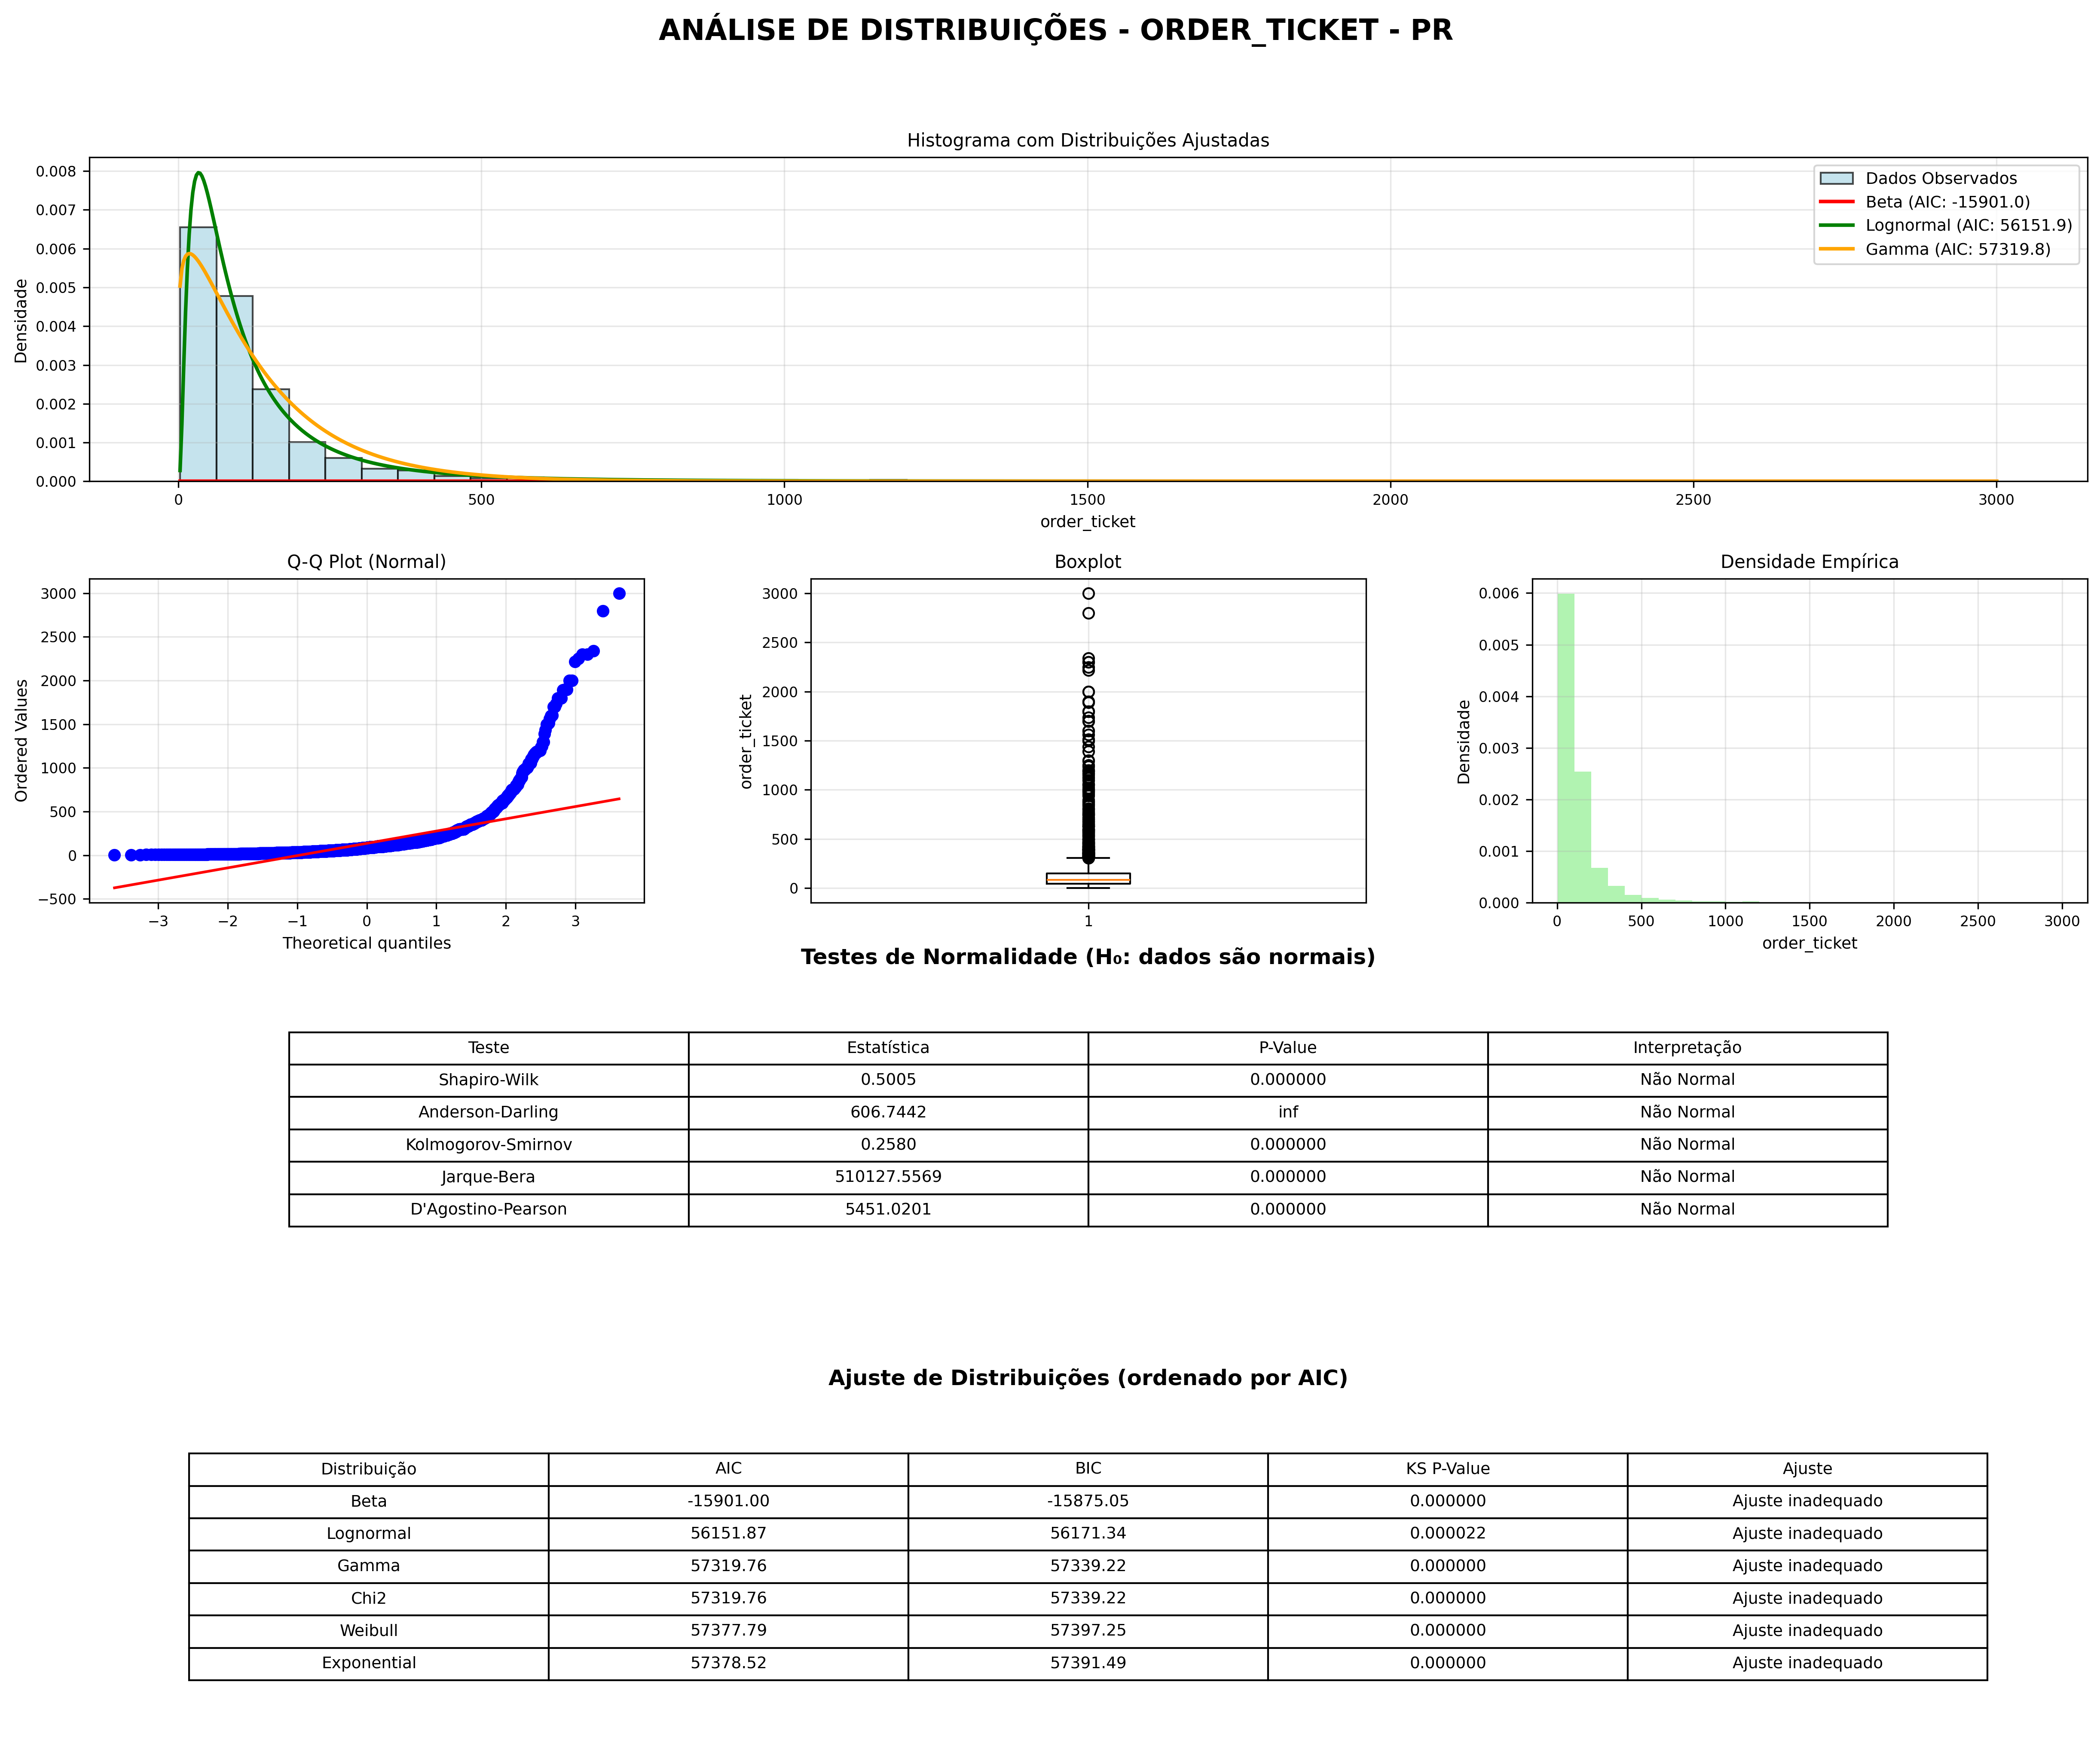 ANÁLISE DE DISTRIBUIÇÕES - ORDER_TICKET - PR
Histograma com Distribuições Ajustadas
Densidade
0.008
0.007
0.006
0.005
0.004
0.003
0.002
0.001
0.000
0 500 1000 1500 2000 2500 3000
order_ticket
Dados Observados
Beta (AIC: -15901.0)
Lognormal (AIC: 56151.9)
Gamma (AIC: 57319.8)
Q-Q Plot (Normal)
Ordered Values
3000
2500
2000
1500
1000
500
0
−500
−3 −2 −1 0 1 2 3
Theoretical quantiles
Boxplot
order_ticket
3000
2500
2000
1500
1000
500
0
1
Densidade Empírica
Densidade
0.006
0.005
0.004
0.003
0.002
0.001
0.000
0 500 1000 1500 2000 2500 3000
order_ticket
Testes de Normalidade (H₀: dados são normais)
Teste Estatística P-Value Interpretação
Shapiro-Wilk 0.5005 0.000000 Não Normal
Anderson-Darling 606.7442 inf Não Normal
Kolmogorov-Smirnov 0.2580 0.000000 Não Normal
Jarque-Bera 510127.5569 0.000000 Não Normal
D'Agostino-Pearson 5451.0201 0.000000 Não Normal
Ajuste de Distribuições (ordenado por AIC)
Distribuição AIC BIC KS P-Value Ajuste
Beta -15901.00 -15875.05 0.000000 Ajuste inadequado
Lognormal 56151.87 56171.34 0.000022 Ajuste inadequado
Gamma 57319.76 57339.22 0.000000 Ajuste inadequado
Chi2 57319.76 57339.22 0.000000 Ajuste inadequado
Weibull 57377.79 57397.25 0.000000 Ajuste inadequado
Exponential 57378.52 57391.49 0.000000 Ajuste inadequado